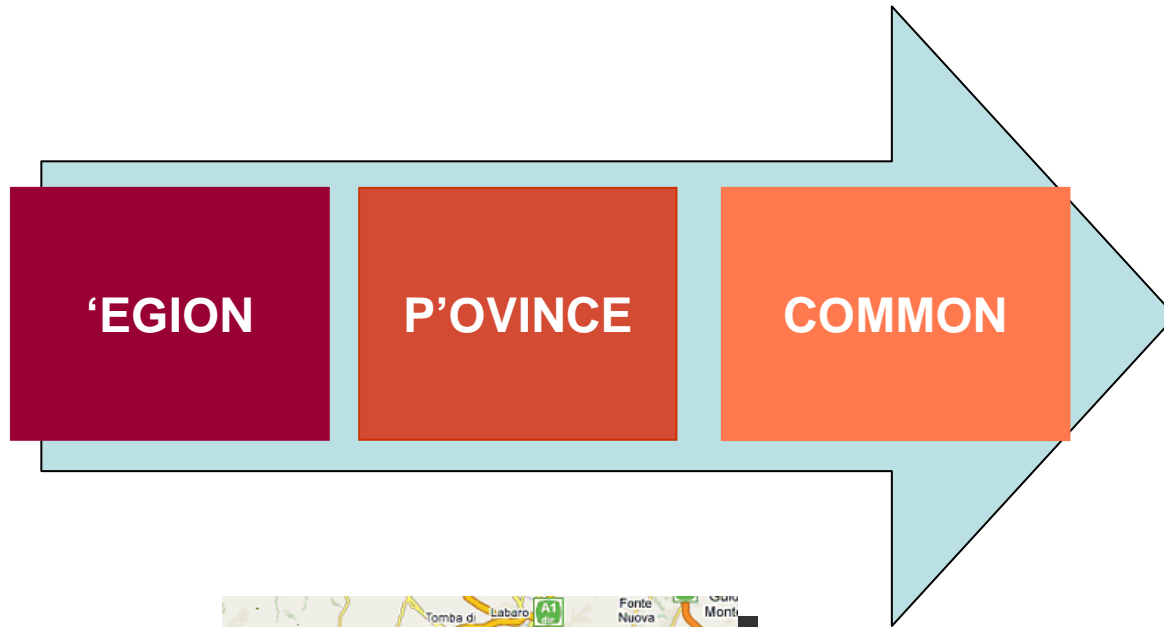 ‘EGION
P’OVINCE
COMMON
Tomba di
Labaro
A1
dir
Fonte
Nuova